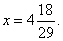 x = 4 18/29.